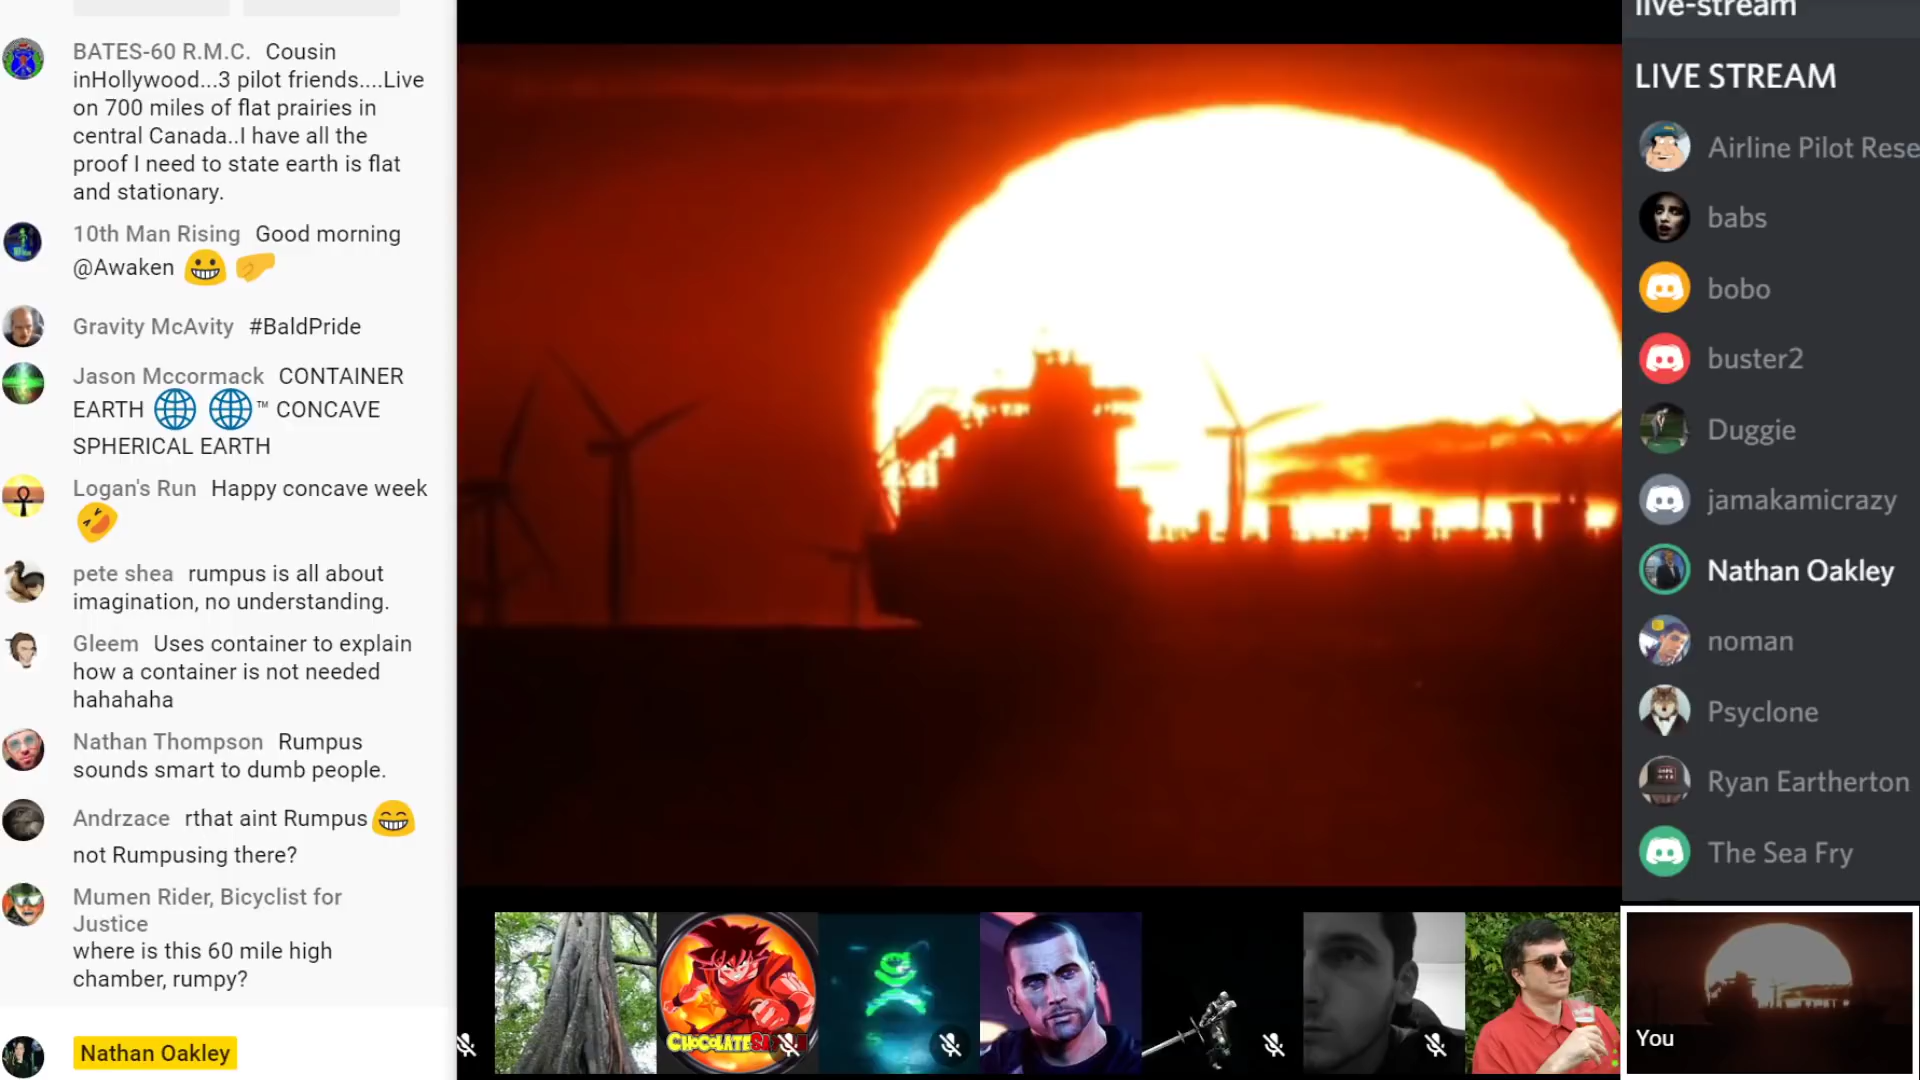 BATES-60 R.M.C. Cousin
inHollywood...3 pilot friends....Live
on 700 miles of flat prairies in
central Canada..I have all the
proof I need to state earth is flat
and stationary.
10th Man Rising Good morning
@Awaken
Gravity McAvity #BaldPride
Jason Mccormack CONTAINER
EARTH ™ CONCAVE
SPHERICAL EARTH
Logan's Run Happy concave week
pete shea rumpus is all about
imagination, no understanding.
Gleem Uses container to explain
how a container is not needed
hahahaha
Nathan Thompson Rumpus
sounds smart to dumb people.
Andrzace rthat aint Rumpus
not Rumpusing there?
Mumen Rider, Bicyclist for
Justice
where is this 60 mile high
chamber, rumpy?
Nathan Oakley
live-stream
LIVE STREAM
Airline Pilot Rese
babs
bobo
buster2
Duggie
jamakamicrazy
Nathan Oakley
noman
Psyclone
Ryan Eartherton
The Sea Fry
You